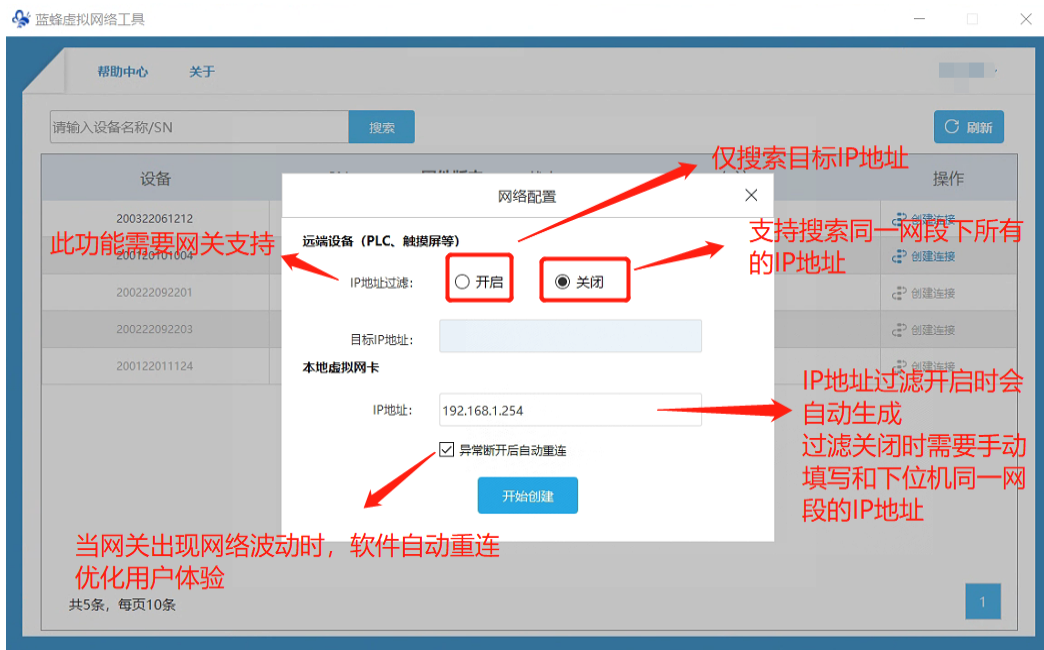 蓝蜂虚拟网络工具
帮助中心 关于
请输入设备名称/SN 搜索 刷新
仅搜索目标IP地址
设备 操作
网络配置
200322061212 创建连接
支持搜索同一网段下所有
的IP地址
此功能需要网关支持
远端设备（PLC、触摸屏等）
200120101004 创建连接
IP地址过滤： 开启 关闭
200222092201 创建连接
200222092203 创建连接
目标IP地址：
200122011124 创建连接
本地虚拟网卡
IP地址过滤开启时会
自动生成
过滤关闭时需要手动
填写和下位机同一网
段的IP地址
IP地址： 192.168.1.254
异常断开后自动重连
开始创建
当网关出现网络波动时，软件自动重连
优化用户体验
共5条，每页10条 1